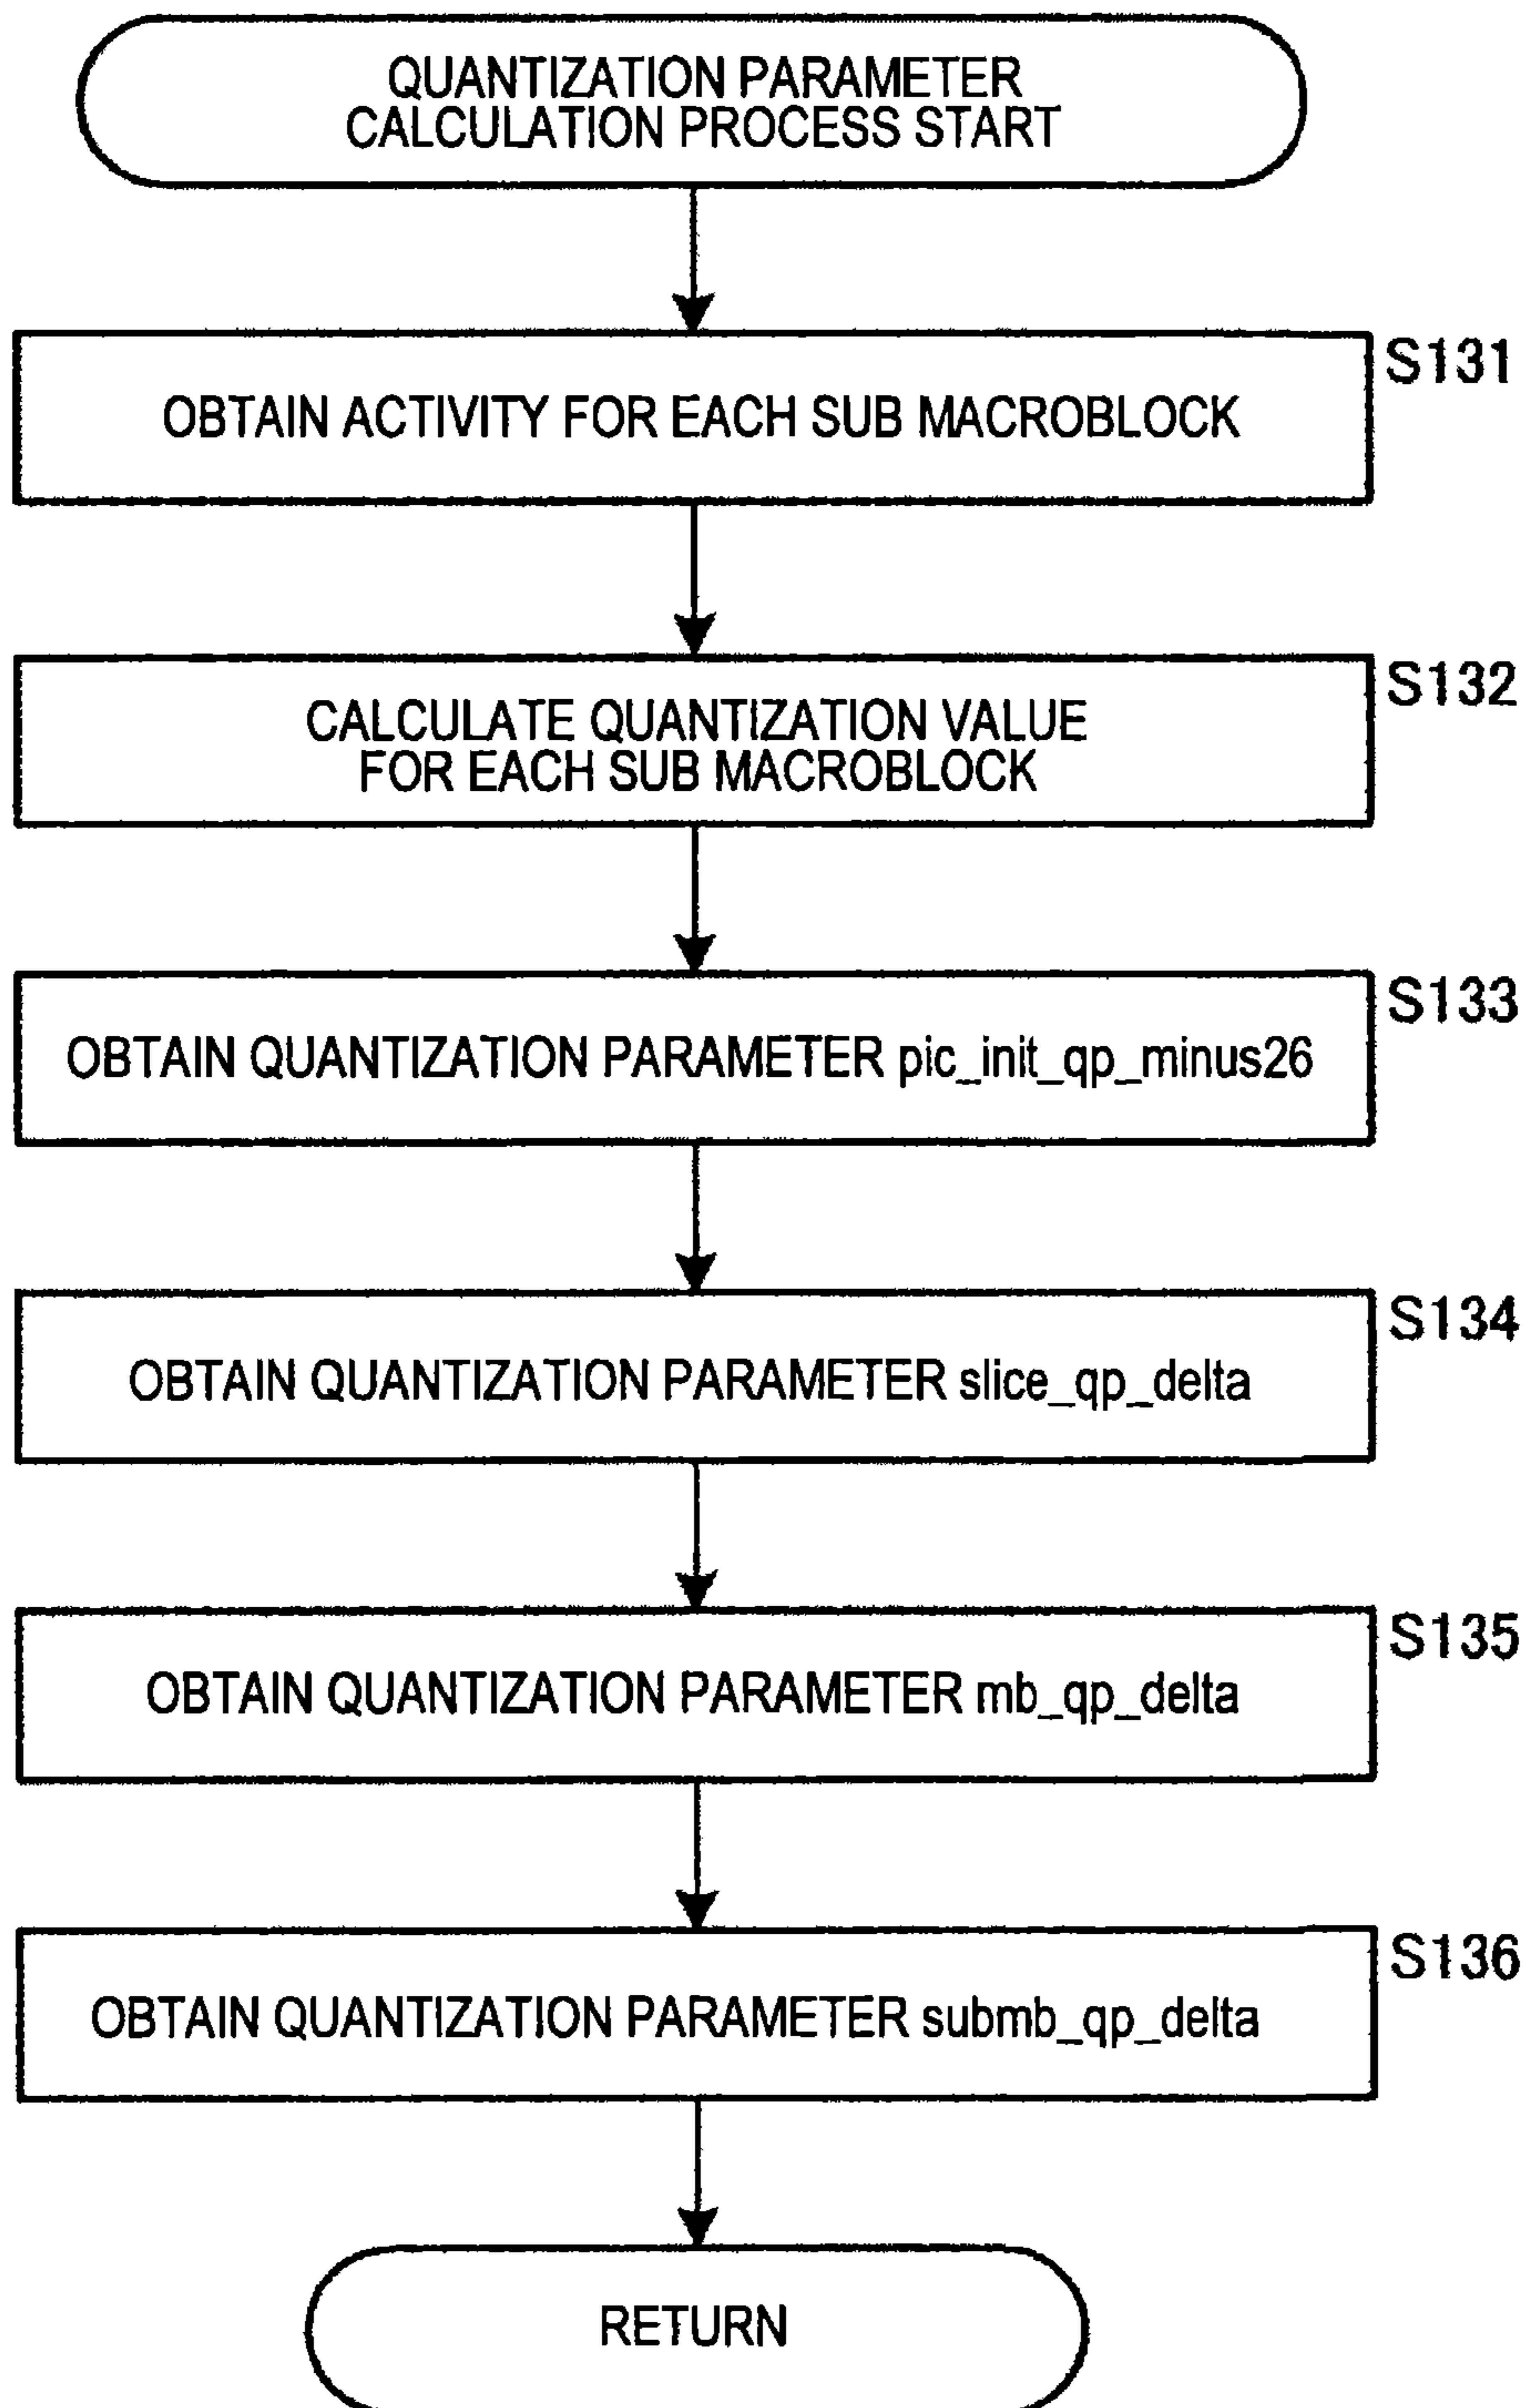 QUANTIZATION PARAMETER
CALCULATION PROCESS START
S131
OBTAIN ACTIVITY FOR EACH SUB MACROBLOCK
S132
CALCULATE QUANTIZATION VALUE
FOR EACH SUB MACROBLOCK
S133
OBTAIN QUANTIZATION PARAMETER pic_init_qp_minus26
S134
OBTAIN QUANTIZATION PARAMETER slice_qp_delta
S135
OBTAIN QUANTIZATION PARAMETER mb_qp_delta
S136
OBTAIN QUANTIZATION PARAMETER submb_qp_delta
RETURN